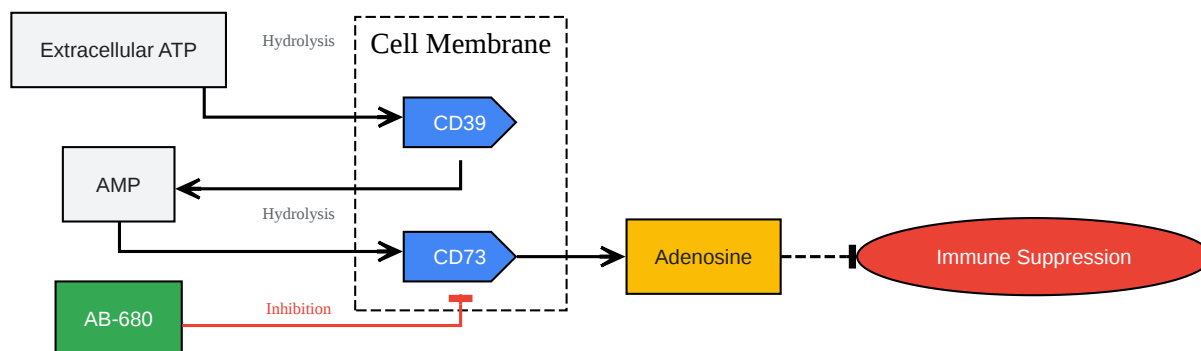 Extracellular ATP
Hydrolysis
Cell Membrane
CD39
AMP
Hydrolysis
CD73
Adenosine
Immune Suppression
AB-680
Inhibition